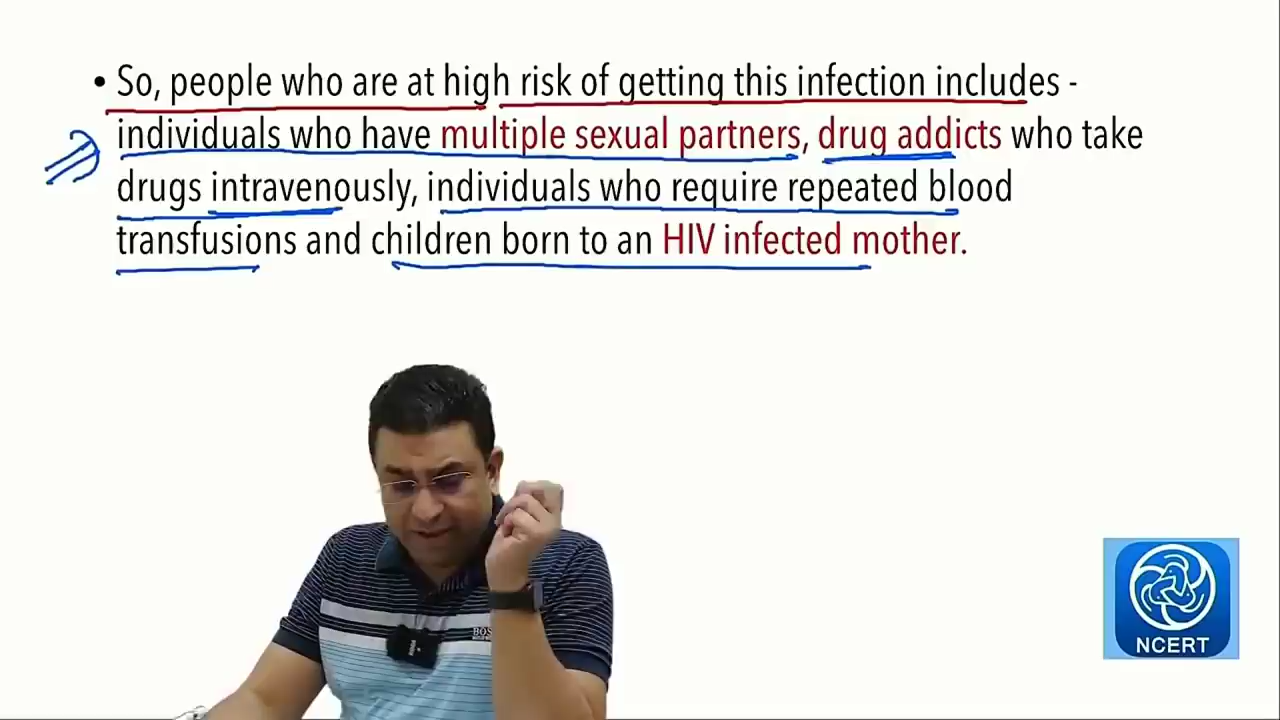 • So, people who are at high risk of getting this infection includes -
individuals who have multiple sexual partners, drug addicts who take
drugs intravenously, individuals who require repeated blood
transfusions and children born to an HIV infected mother.
BOS
NCERT